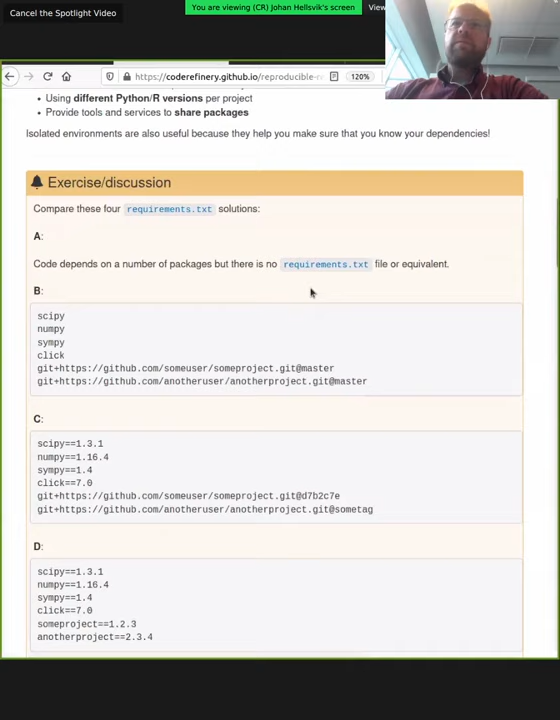 Cancel the Spotlight Video
You are viewing (CR) Johan Hellsvik's screen
View
https://coderefinery.github.io/reproducible-r
120%
Using different Python/R versions per project
Provide tools and services to share packages
Isolated environments are also useful because they help you make sure that you know your dependencies!
Exercise/discussion
Compare these four requirements.txt solutions:
A:
Code depends on a number of packages but there is no requirements.txt file or equivalent.
B:
scipy
numpy
sympy
click
git+https://github.com/someuser/someproject.git@master
git+https://github.com/anotheruser/anotherproject.git@master
C:
scipy==1.3.1
numpy==1.16.4
sympy==1.4
click==7.0
git+https://github.com/someuser/someproject.git@d7b2c7e
git+https://github.com/anotheruser/anotherproject.git@sometag
D:
scipy==1.3.1
numpy==1.16.4
sympy==1.4
click==7.0
someproject==1.2.3
anotherproject==2.3.4